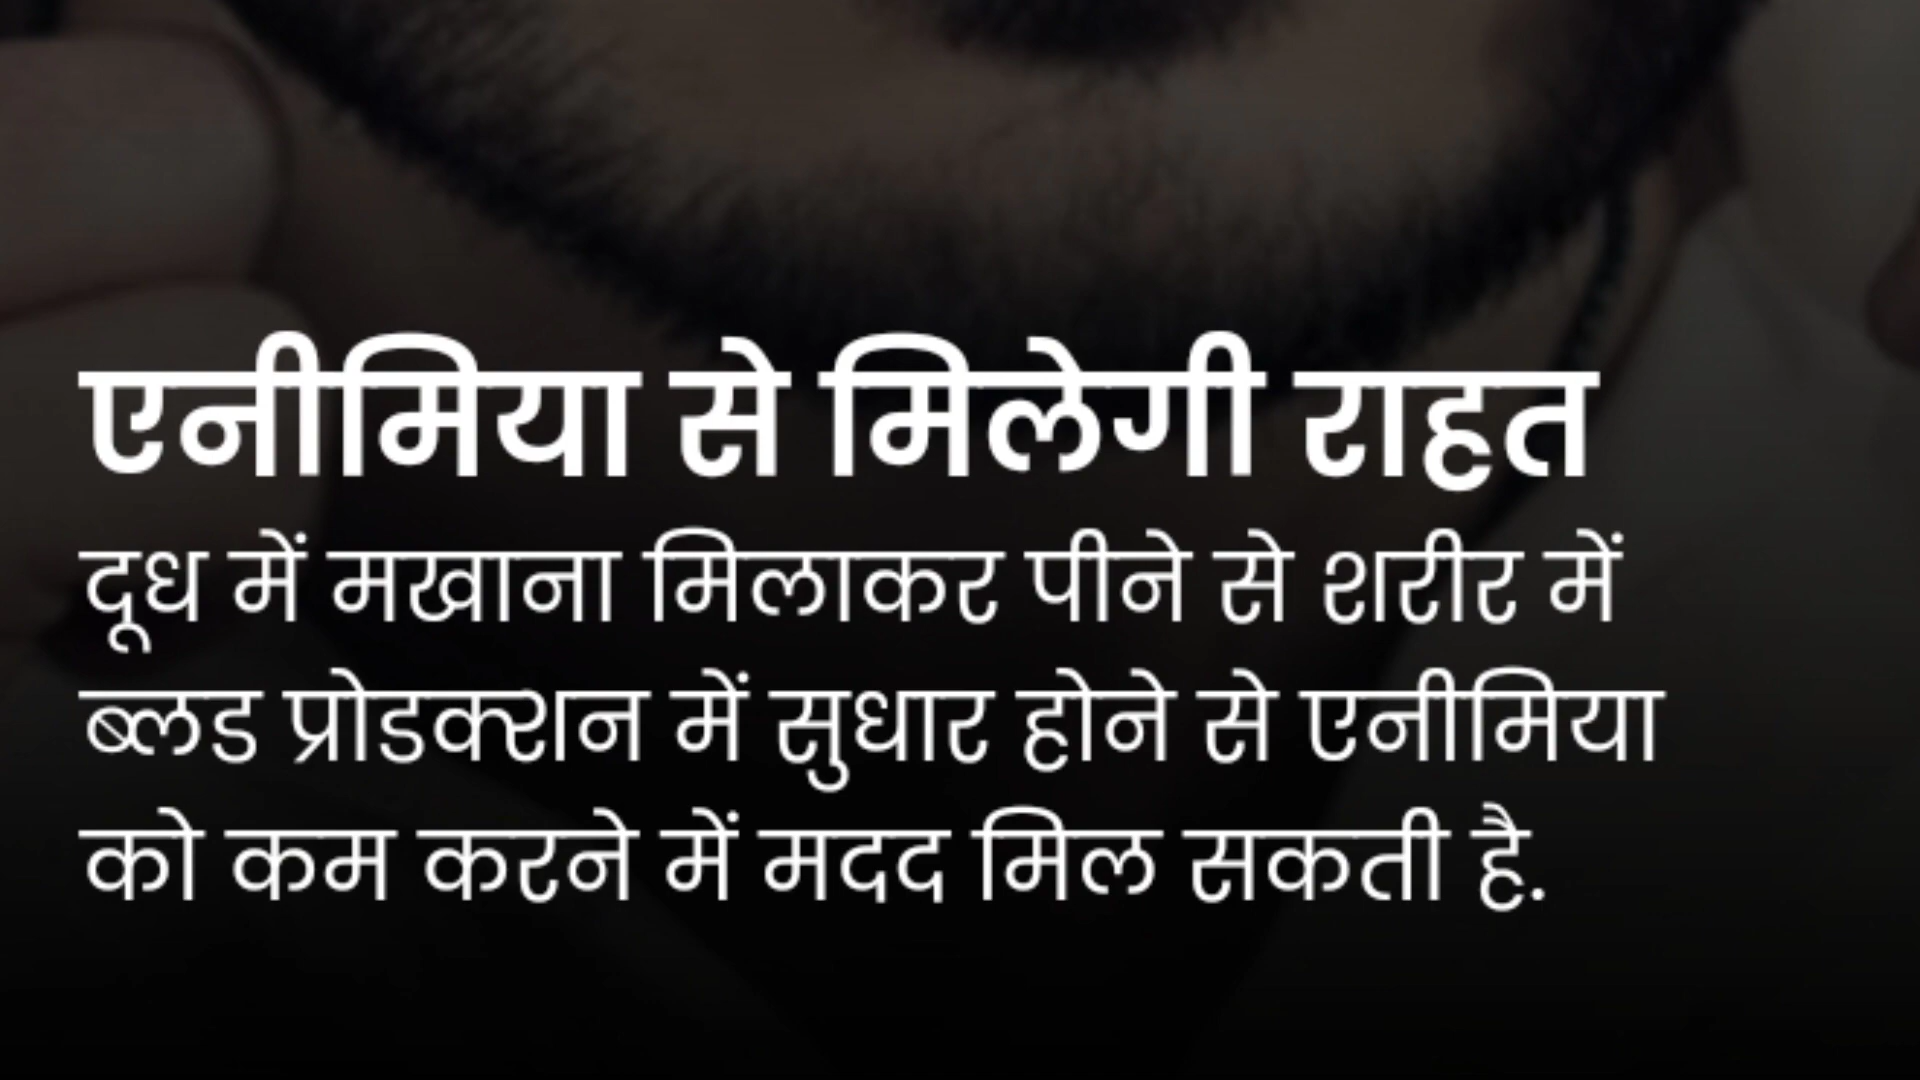 एनीमिया से मिलेगी राहत
दूध में मखाना मिलाकर पीने से शरीर में
ब्लड प्रोडक्शन में सुधार होने से एनीमिया
को कम करने में मदद मिल सकती है.